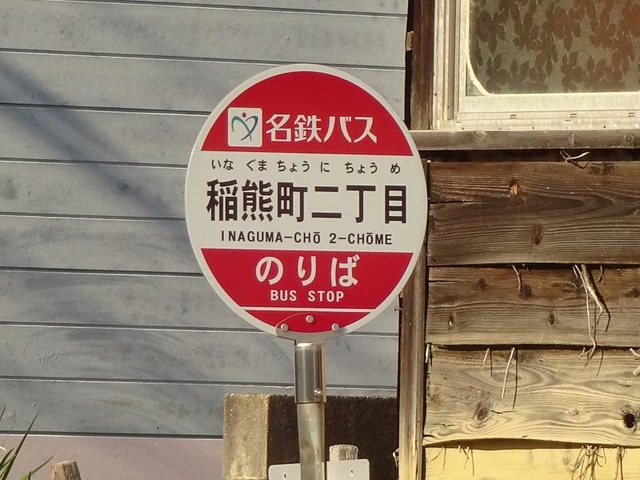 名鉄バス
いな ぐま ちょう に ちょう め
稲熊町二丁目
INAGUMA-CHŌ 2-CHŌME
のりば
BUS STOP